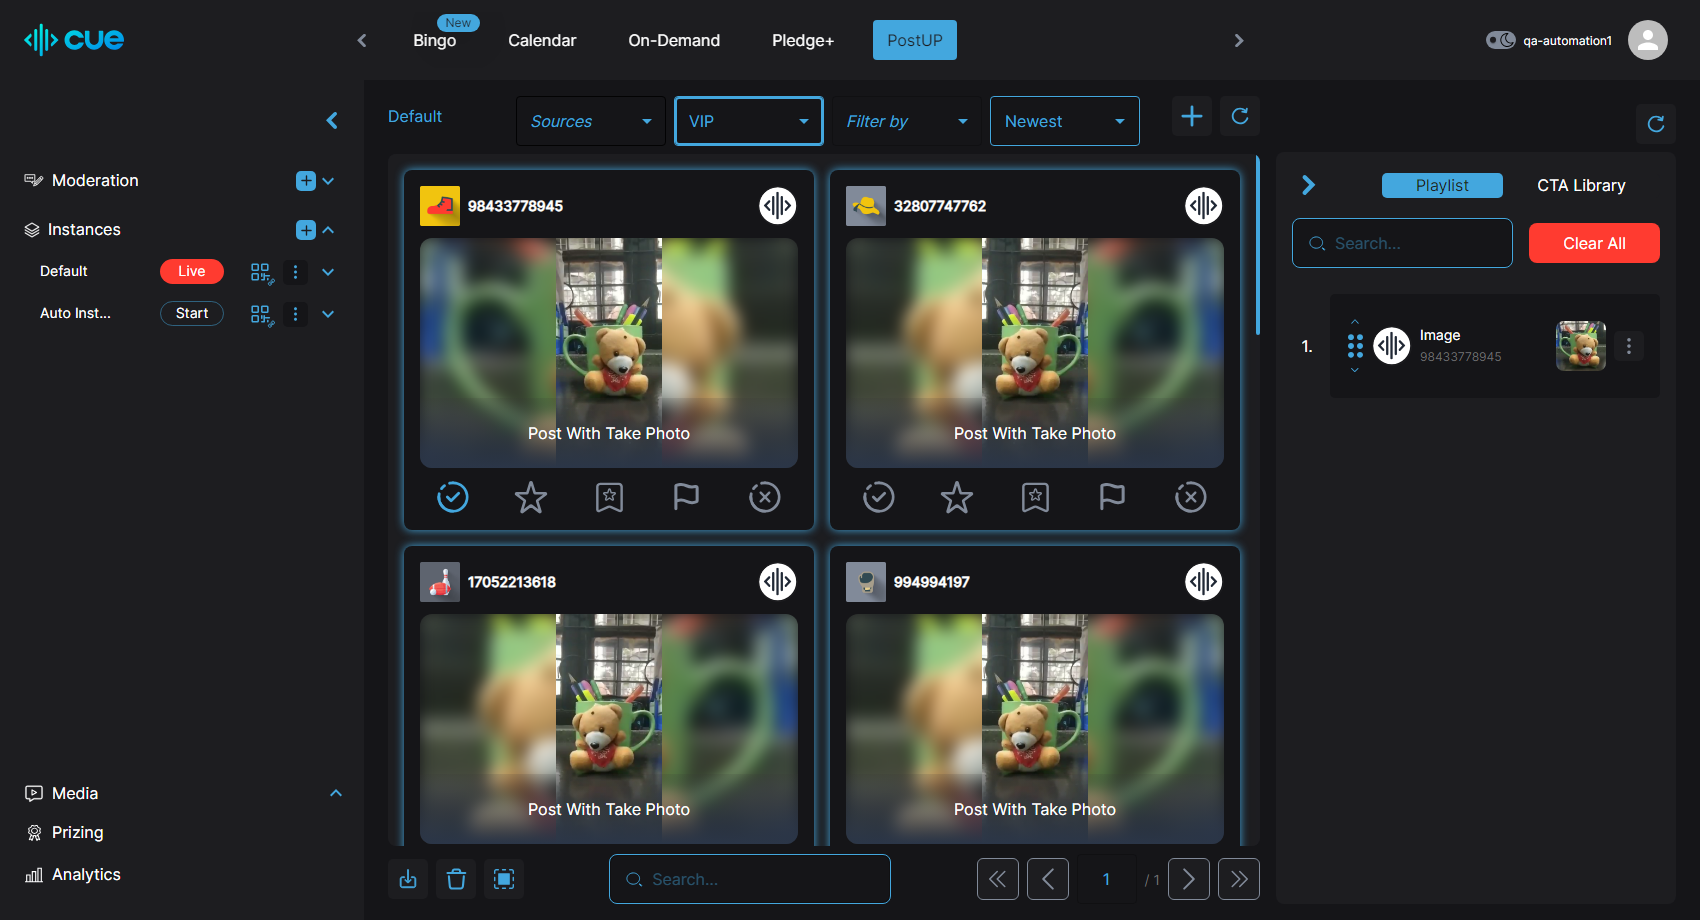 cue
New
Bingo
Calendar
On-Demand
Pledge+
PostUP
qa-automation1
Moderation
Instances
Default
Live
Auto Inst...
Start
Media
Prizing
Analytics
Default
Sources
VIP
Filter by
Newest
98433778945
Post With Take Photo
32807747762
Post With Take Photo
17052213618
Post With Take Photo
994994197
Post With Take Photo
Search...
1
/ 1
Playlist
CTA Library
Search...
Clear All
1.
Image
98433778945